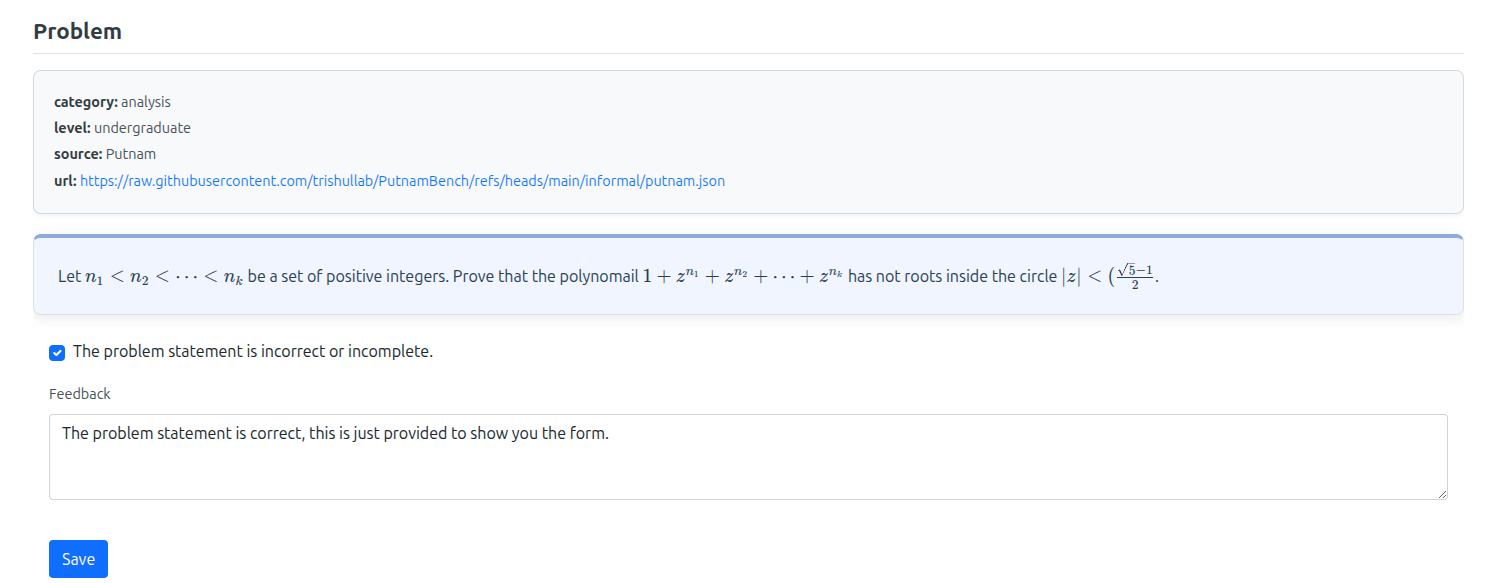 Problem
category: analysis
level: undergraduate
source: Putnam
url: https://raw.githubusercontent.com/trishullab/PutnamBench/refs/heads/main/informal/putnam.json
Let $n_1 < n_2 < \cdots < n_k$ be a set of positive integers. Prove that the polynomail $1 + z^{n_1} + z^{n_2} + \cdots + z^{n_k}$ has not roots inside the circle $|z| < (\frac{\sqrt{5}-1}{2}$.
The problem statement is incorrect or incomplete.
Feedback
The problem statement is correct, this is just provided to show you the form.
Save